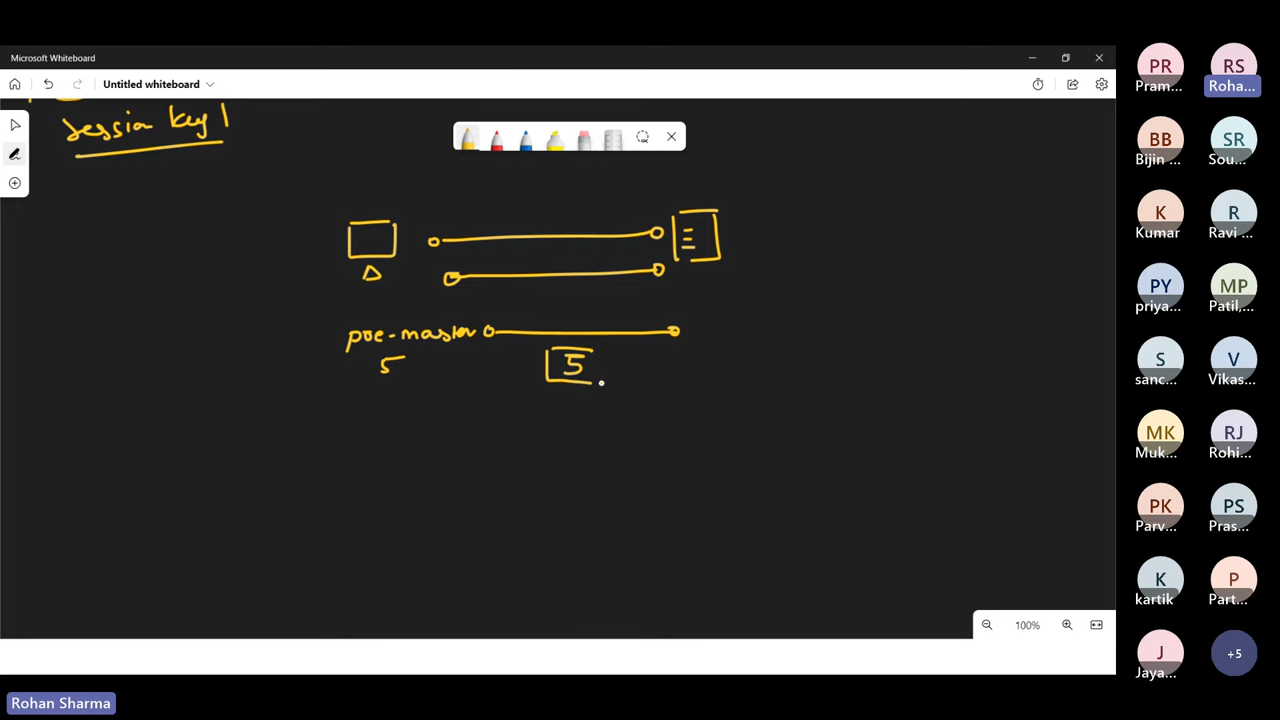 Microsoft Whiteboard
Untitled whiteboard
session key 1
pre-master
5
5
100%
PR
Pram...
RS
Roha...
BB
Bijin ...
SR
Sou...
K
Kumar
R
Ravi ...
PY
priya...
MP
Patil,...
S
sanc...
V
Vikas...
MK
Muk...
RJ
Rohi...
PK
Parv...
PS
Pras...
K
kartik
P
Part...
J
Jaya...
+5
Rohan Sharma